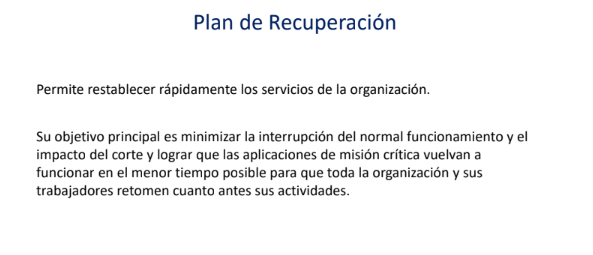 Plan de Recuperación
Permite restablecer rápidamente los servicios de la organización.
Su objetivo principal es minimizar la interrupción del normal funcionamiento y el
impacto del corte y lograr que las aplicaciones de misión crítica vuelvan a
funcionar en el menor tiempo posible para que toda la organización y sus
trabajadores retomen cuanto antes sus actividades.